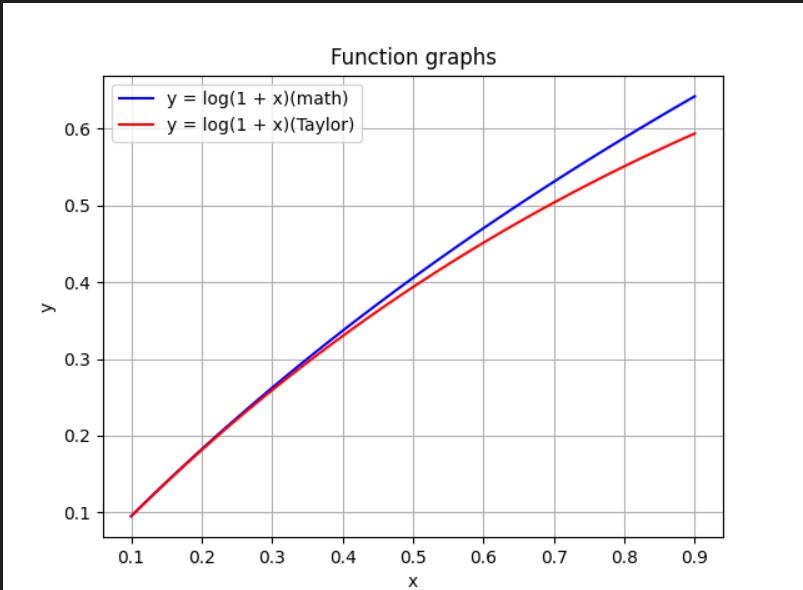 Function graphs
y = log(1 + x)(math)
y = log(1 + x)(Taylor)
0.6
0.5
0.4
0.3
0.2
0.1
y
0.1 0.2 0.3 0.4 0.5 0.6 0.7 0.8 0.9
x